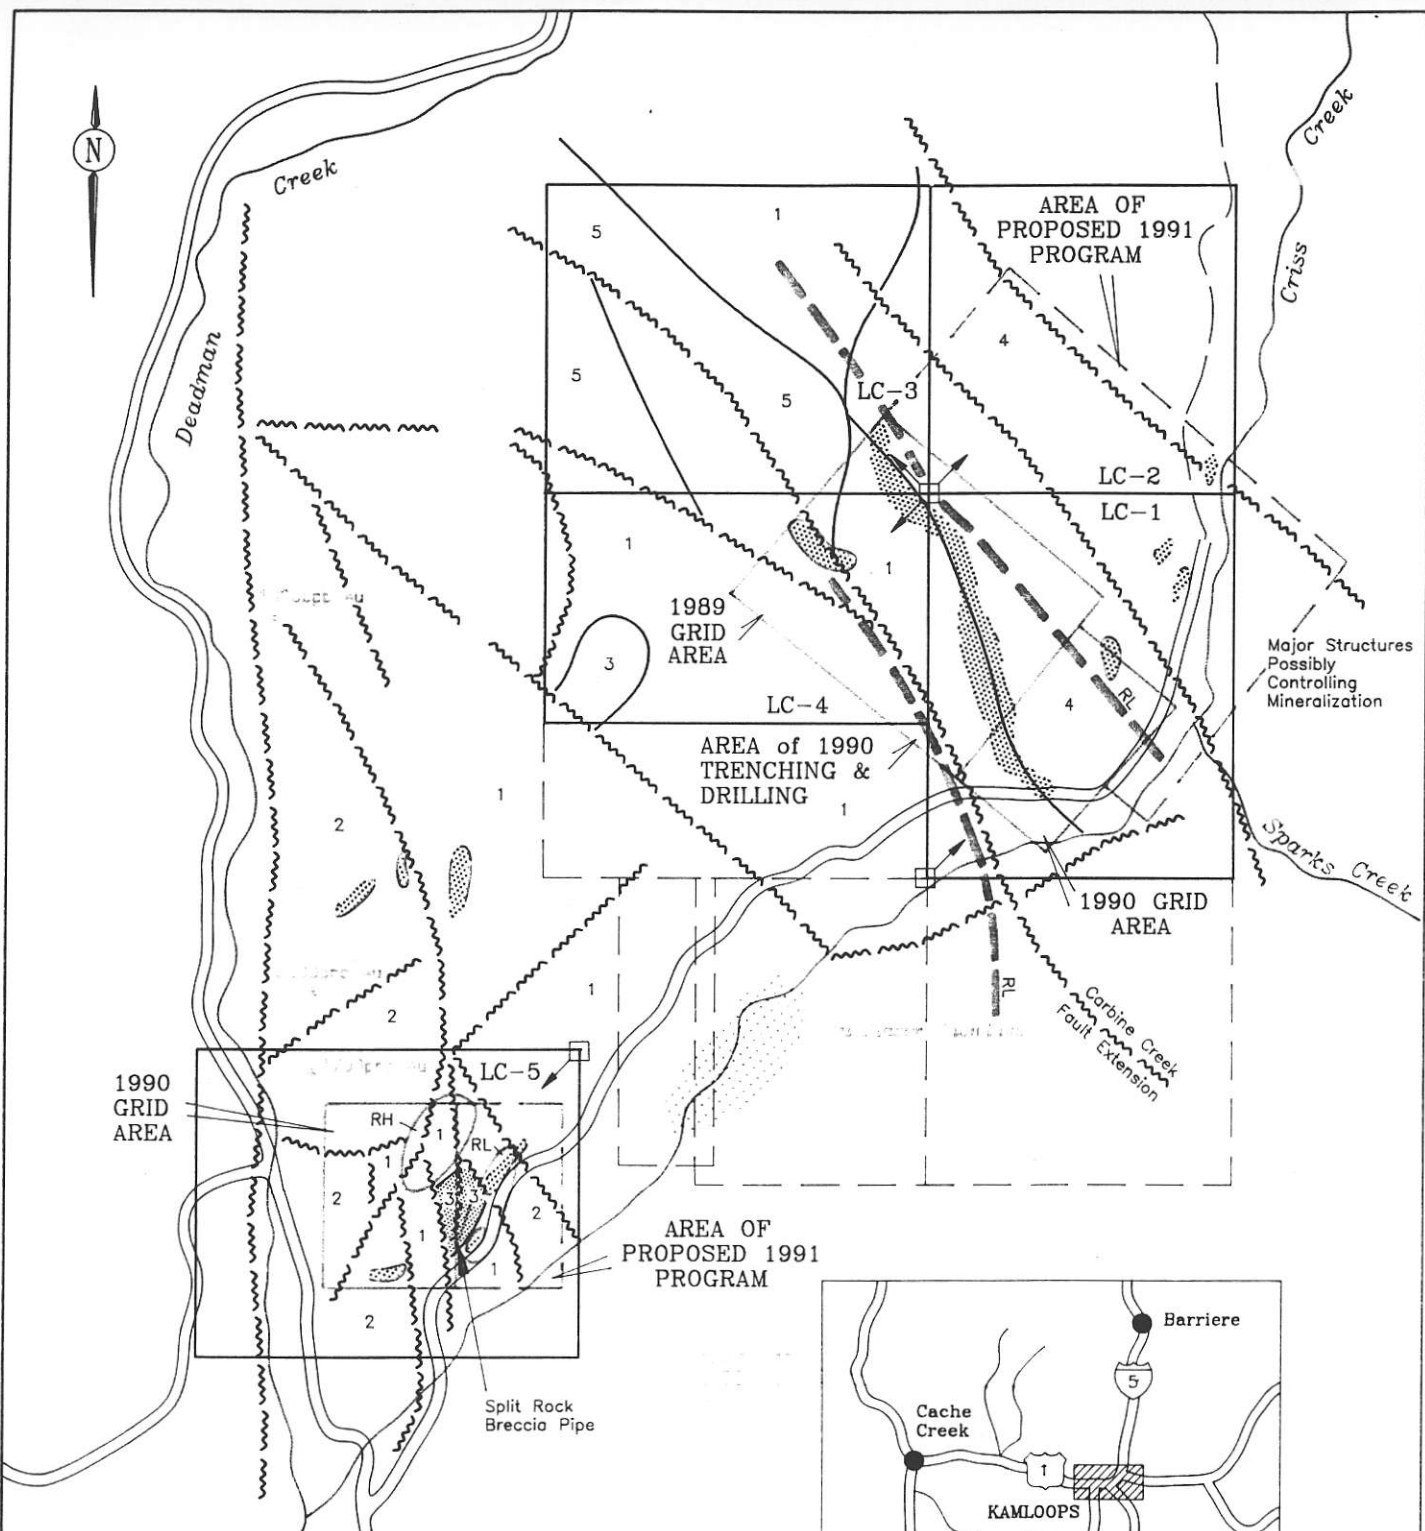 N
Creek
Deadman
Creek
Criss
AREA OF
PROPOSED 1991
PROGRAM
5
1
4
5
5
LC-3
LC-2
LC-1
1
1
1989
GRID
AREA
3
LC-4
4
RL
Major Structures
Possibly
Controlling
Mineralization
AREA of 1990
TRENCHING &
DRILLING
1
1
2
Sparks Creek
1990 GRID
AREA
1
2
RL
Carbine Creek
Fault Extension
LC-5
1990
GRID
AREA
RH
1
RL
1
2
3
3
2
1
1
2
AREA OF
PROPOSED 1991
PROGRAM
Split Rock
Breccia Pipe
Barriere
5
Cache
Creek
1
KAMLOOPS